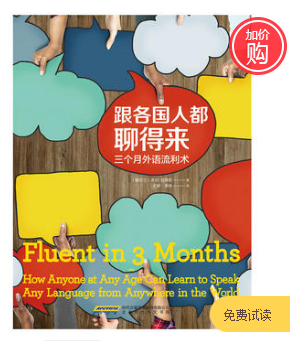 加价
购
跟各国人都
聊得来
三个月外语流利术
Fluent in 3 Months
How Anyone at Any Age Can Learn to Speak
Any Language from Anywhere in the World
免费试读